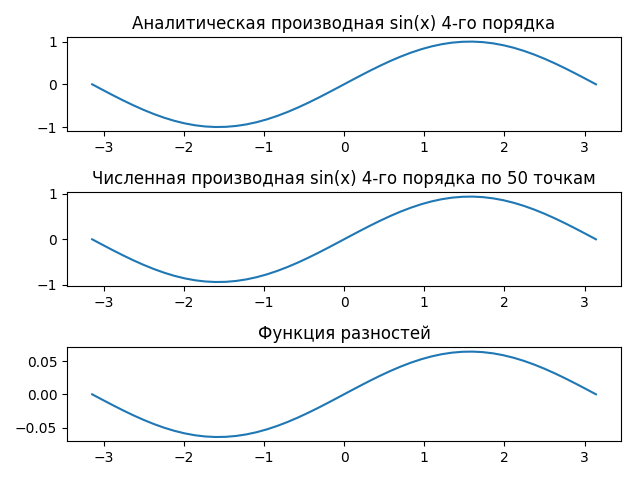 Аналитическая производная sin(x) 4-го порядка
1
0
−1
−3 −2 −1 0 1 2 3
Численная производная sin(x) 4-го порядка по 50 точкам
1
0
−1
−3 −2 −1 0 1 2 3
Функция разностей
0.05
0.00
−0.05
−3 −2 −1 0 1 2 3